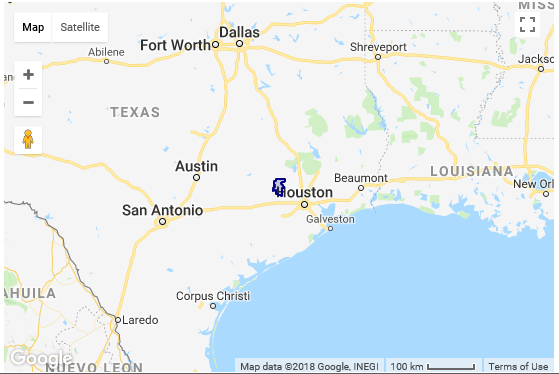 MISS
Map
Satellite
Dallas
Fort Worth
Abilene
Shreveport
Jackso
TEXAS
Austin
Beaumont
LOUISIANA
Houston
New Orl
San Antonio
Galveston
AHUILA
Corpus Christi
Laredo
Google
NUEVO LEON
Map data ©2018 Google, INEGI
100 km
Terms of Use